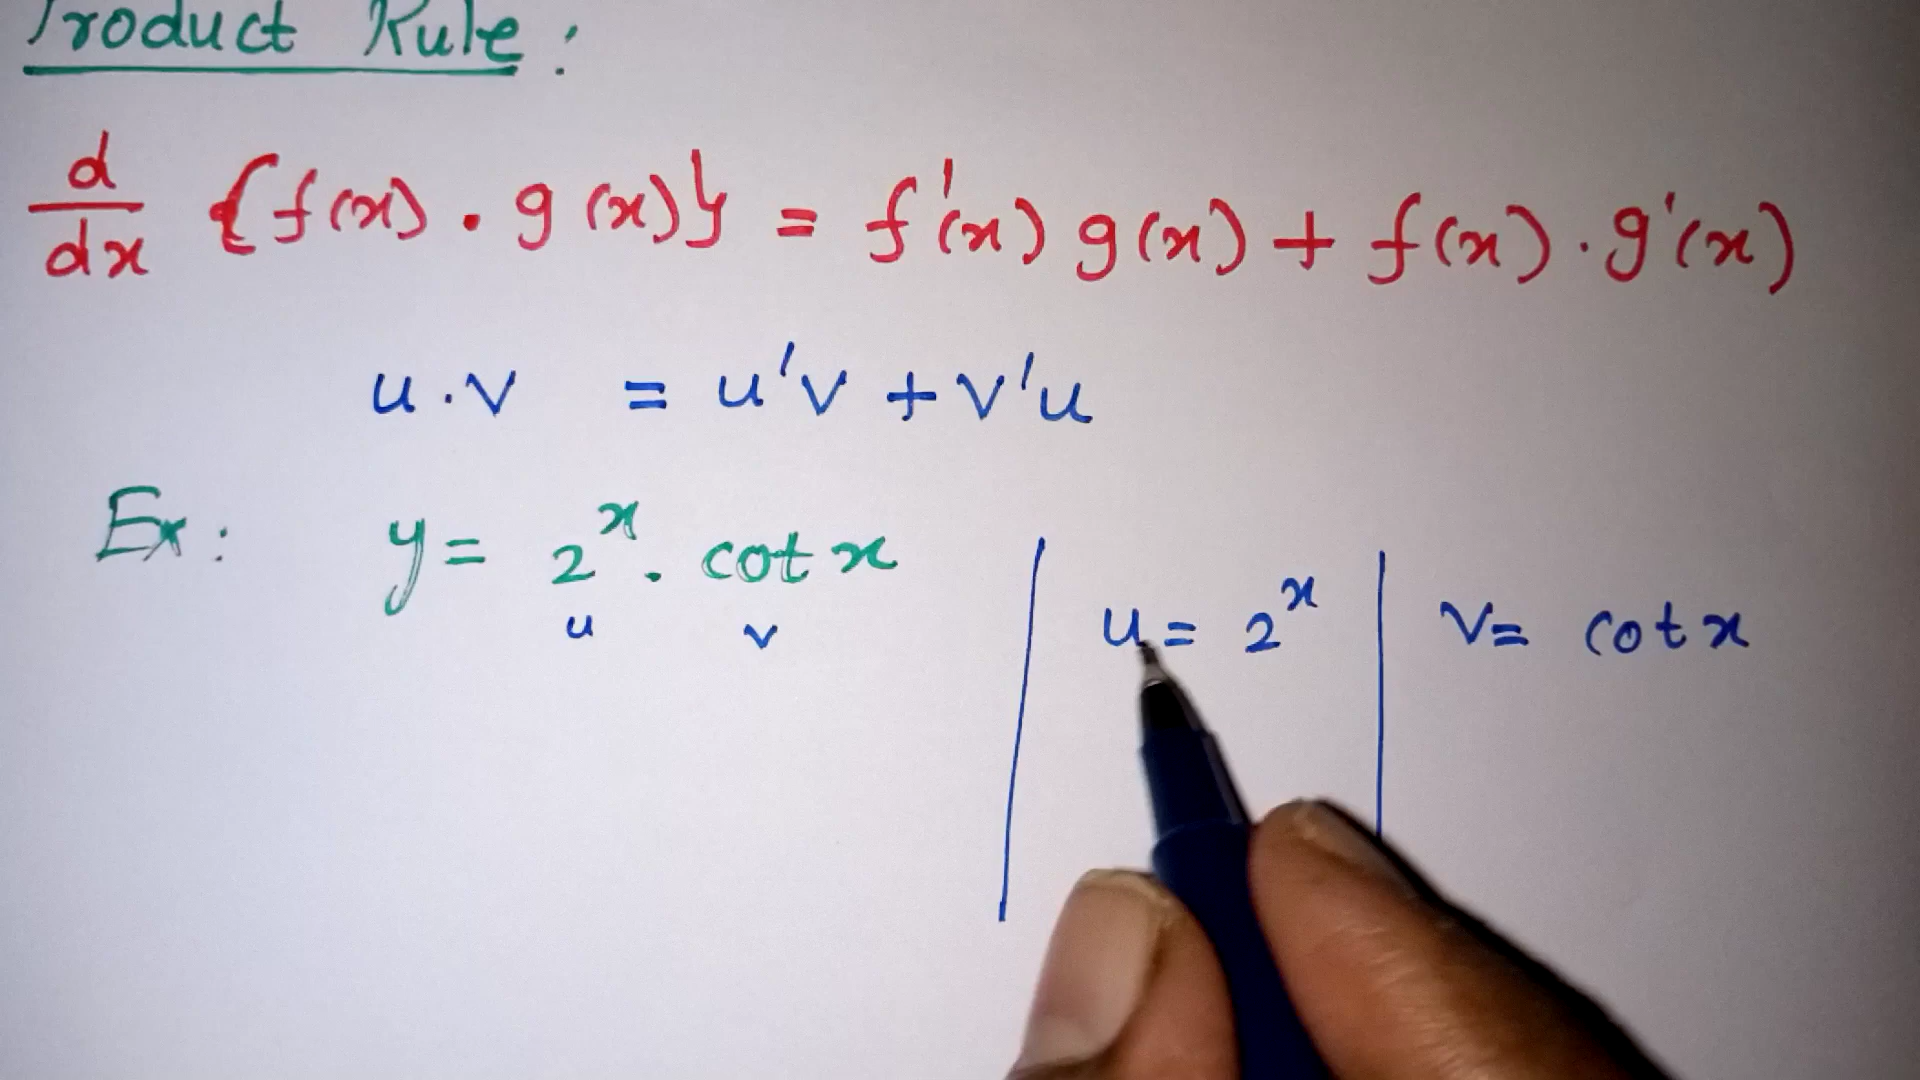 Product Rule :
d/dx {f(x) . g(x)} = f'(x) g(x) + f(x) . g'(x)
u . v = u'v + v'u
Ex : y = 2^x . cot x
u v
u = 2^x v = cot x